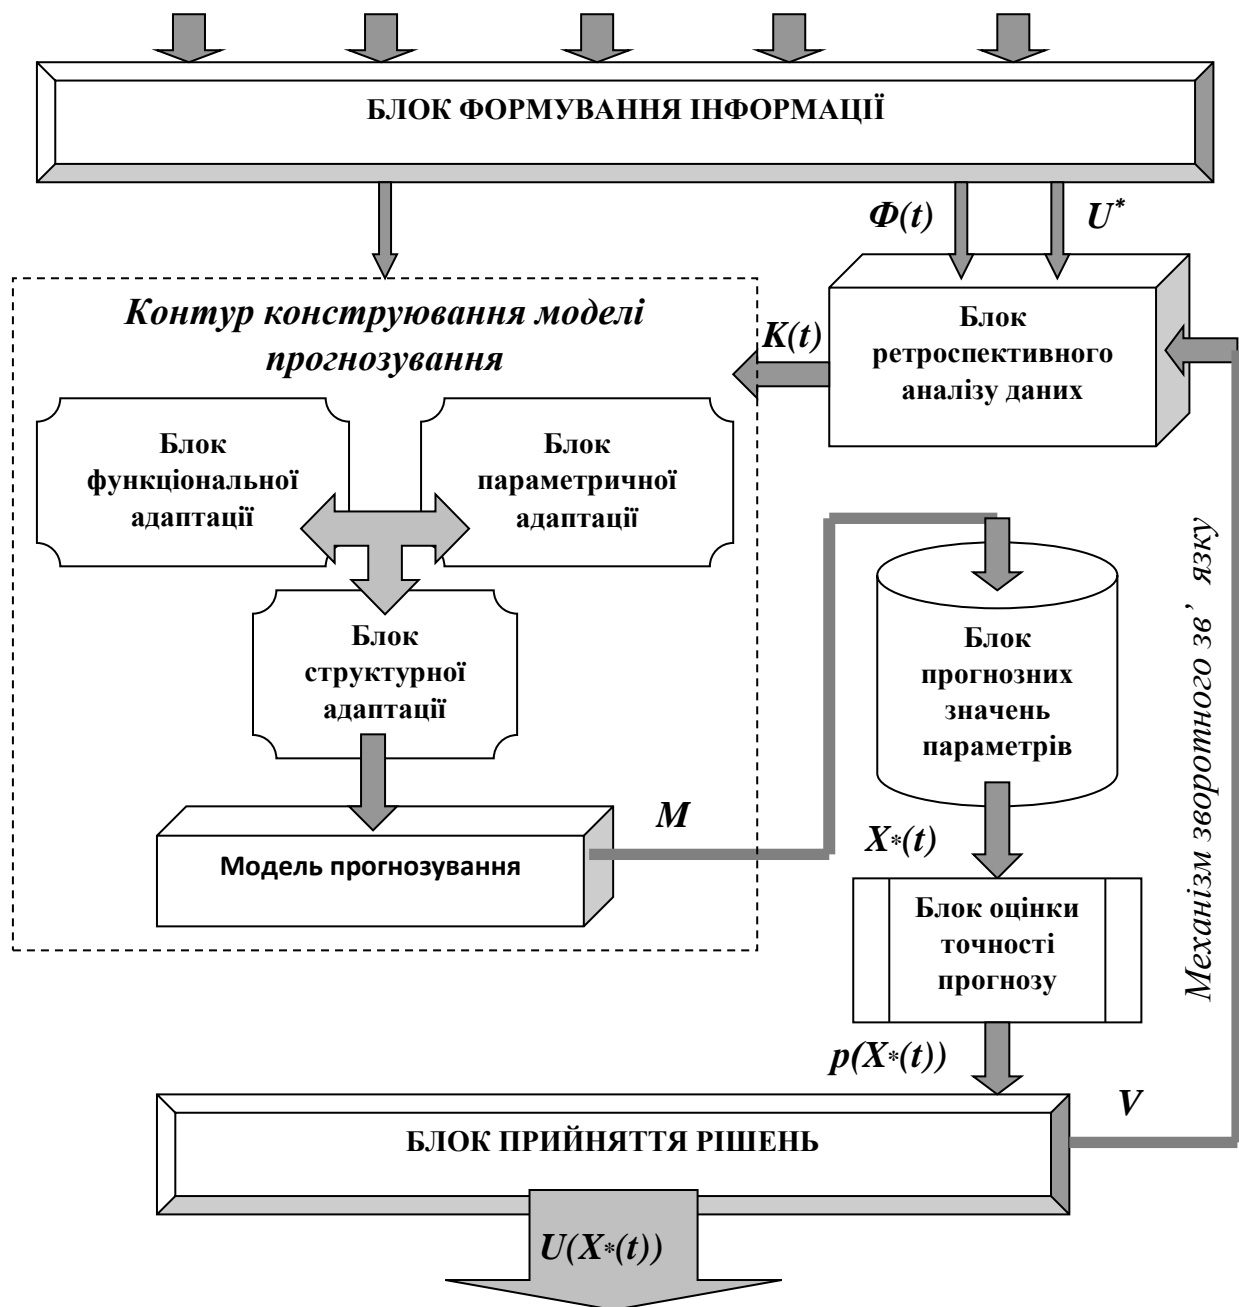 БЛОК ФОРМУВАННЯ ІНФОРМАЦІЇ
Ф(t)
U*
Контур конструювання моделі
прогнозування
K(t)
Блок
ретроспективного
аналізу даних
Блок
функціональної
адаптації
Блок
параметричної
адаптації
Блок
структурної
адаптації
Блок
прогнозних
значень
параметрів
Механізм зворотного зв’ язку
M
Модель прогнозування
X*(t)
Блок оцінки
точності
прогнозу
p(X*(t))
V
БЛОК ПРИЙНЯТТЯ РІШЕНЬ
U(X*(t))